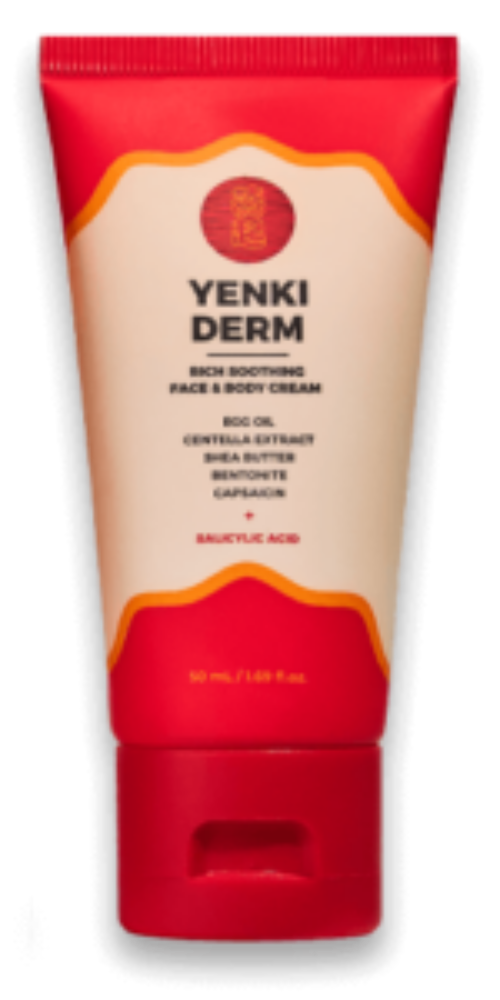 YENKI
DERM
RICH SOOTHING
FACE & BODY CREAM
EGG OIL
CENTELLA EXTRACT
SHEA BUTTER
BENTONITE
CAPSAICIN
+
SALICYLIC ACID
50 mL / 1.69 fl.oz.